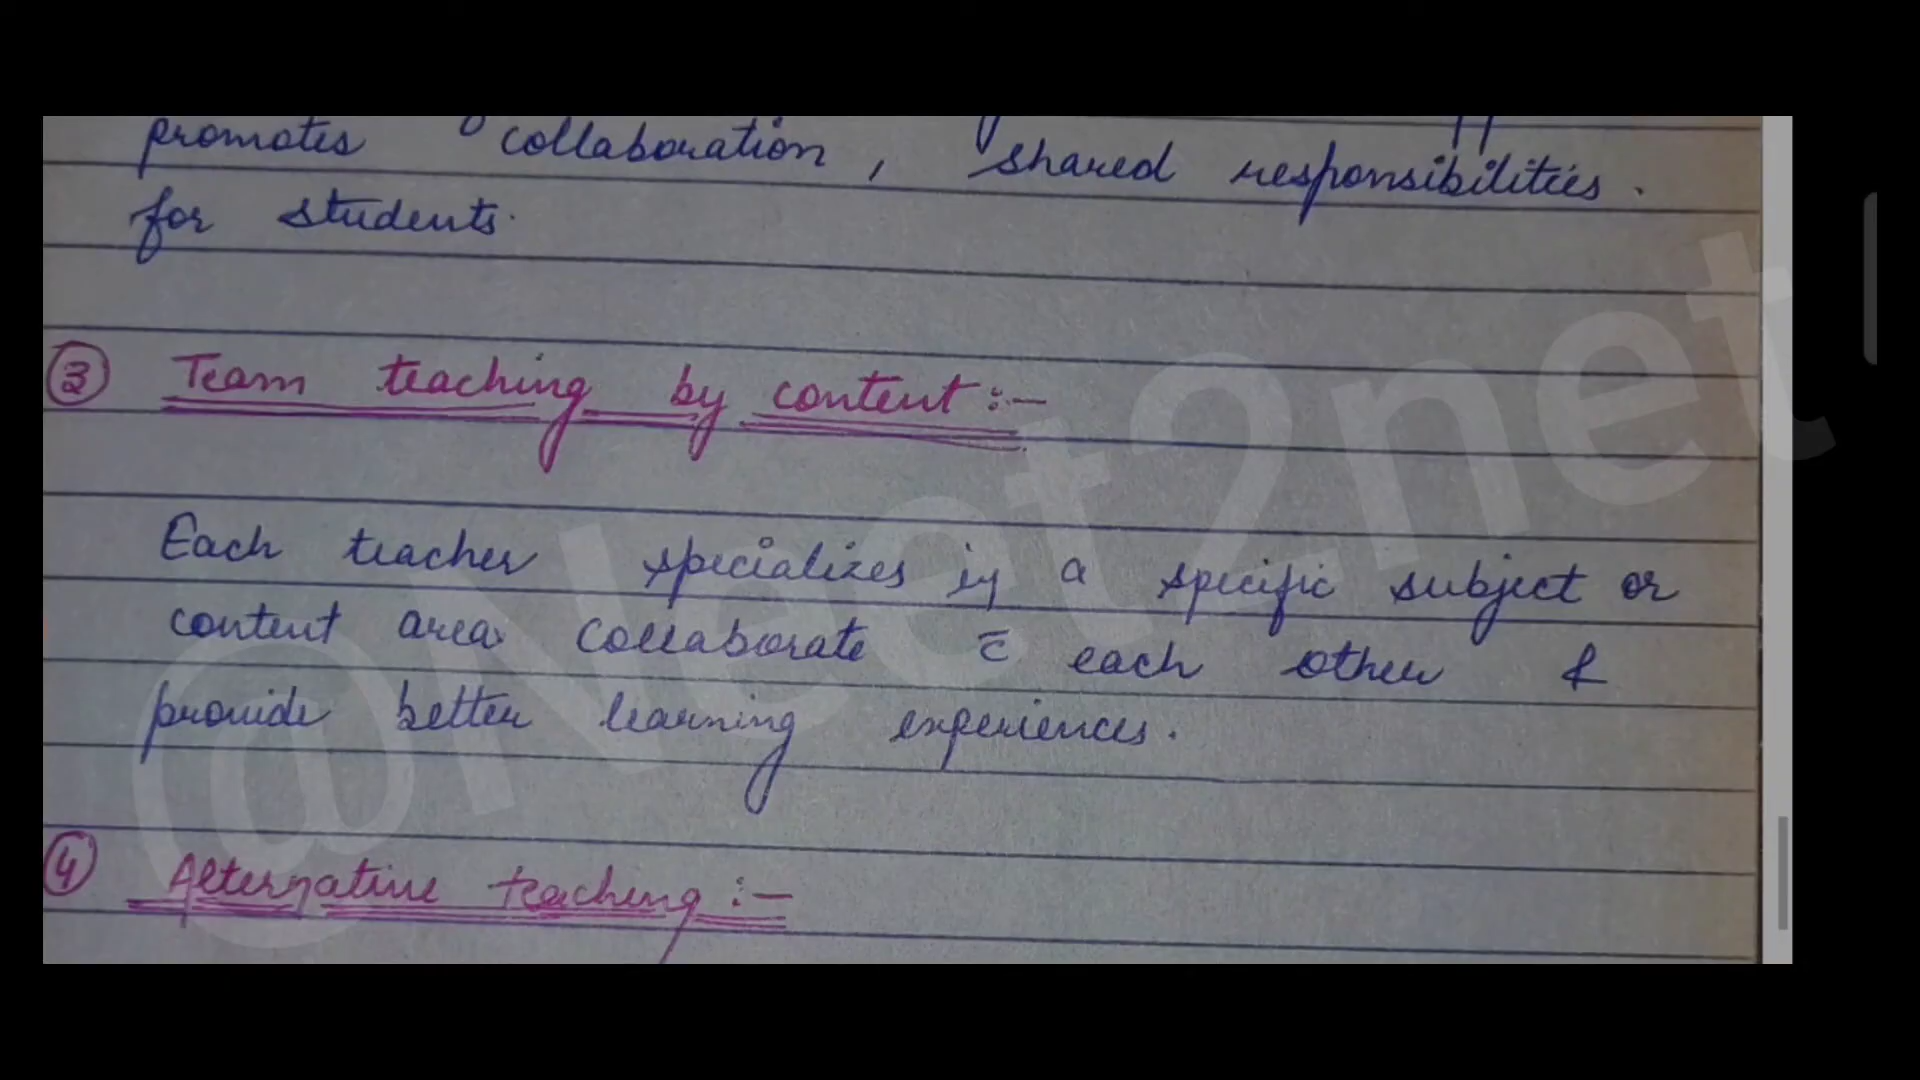 promotes collaboration, shared responsibilities.
for students.
③ Team teaching by content :-
Each teacher specializes in a specific subject or
content area collaborate c̄ each other &
provide better learning experiences.
④ Alternative teaching :-
@Neet2net